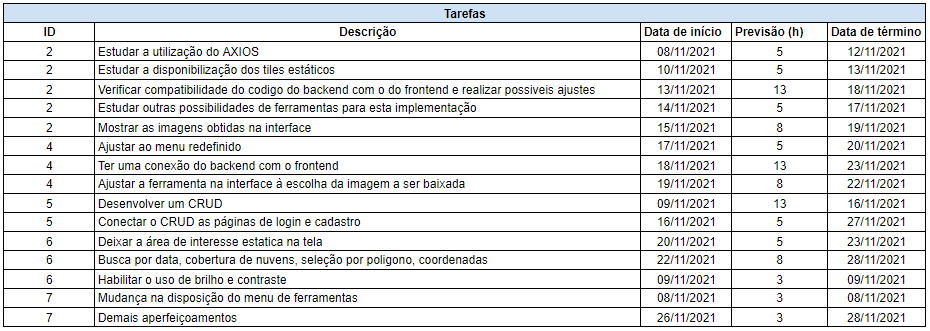 Tarefas
ID Descrição Data de início Previsão (h) Data de término
2 Estudar a utilização do AXIOS 08/11/2021 5 12/11/2021
2 Estudar a disponibilização dos tiles estáticos 10/11/2021 5 13/11/2021
2 Verificar compatibilidade do codigo do backend com o do frontend e realizar possiveis ajustes 13/11/2021 13 18/11/2021
2 Estudar outras possibilidades de ferramentas para esta implementação 14/11/2021 5 17/11/2021
2 Mostrar as imagens obtidas na interface 15/11/2021 8 19/11/2021
4 Ajustar ao menu redefinido 17/11/2021 5 20/11/2021
4 Ter uma conexão do backend com o frontend 18/11/2021 13 23/11/2021
4 Ajustar a ferramenta na interface à escolha da imagem a ser baixada 19/11/2021 8 22/11/2021
5 Desenvolver um CRUD 09/11/2021 13 16/11/2021
5 Conectar o CRUD as páginas de login e cadastro 16/11/2021 5 27/11/2021
6 Deixar a área de interesse estatica na tela 20/11/2021 5 23/11/2021
6 Busca por data, cobertura de nuvens, seleção por poligono, coordenadas 22/11/2021 8 28/11/2021
6 Habilitar o uso de brilho e contraste 09/11/2021 3 09/11/2021
7 Mudança na disposição do menu de ferramentas 08/11/2021 3 08/11/2021
7 Demais aperfeiçoamentos 26/11/2021 3 28/11/2021